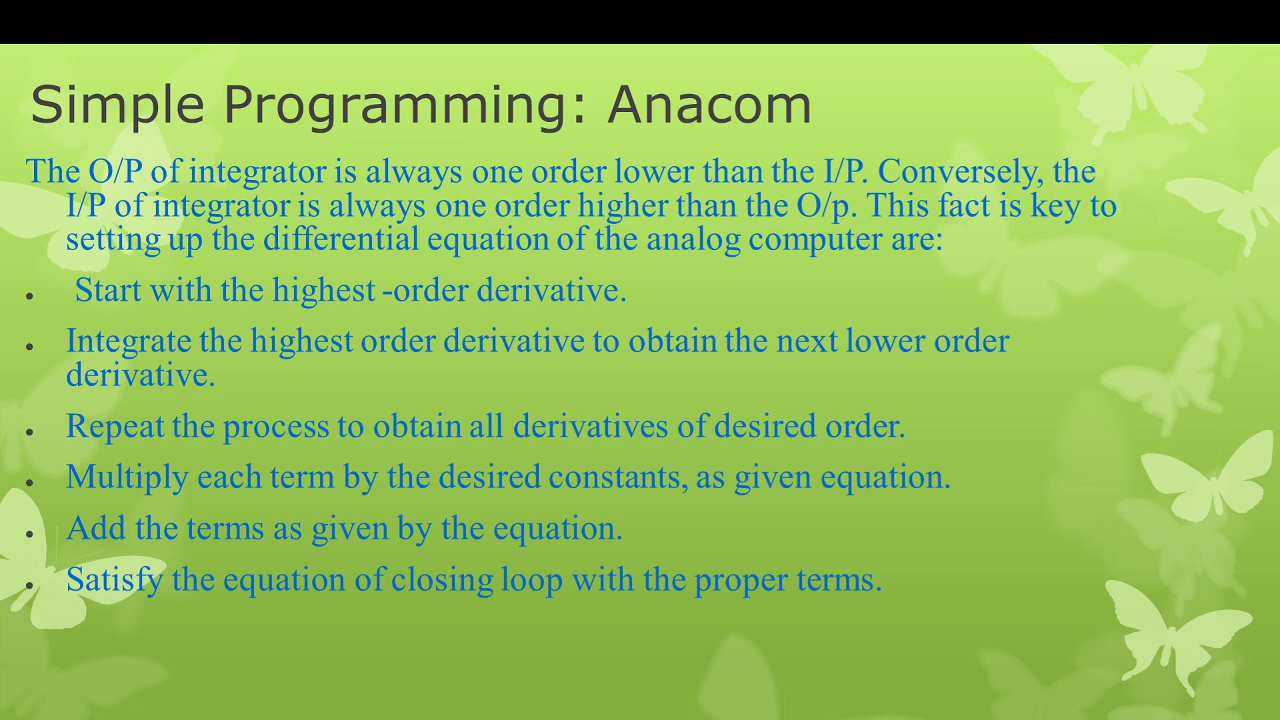 Simple Programming: Anacom
The O/P of integrator is always one order lower than the I/P. Conversely, the
I/P of integrator is always one order higher than the O/p. This fact is key to
setting up the differential equation of the analog computer are:
• Start with the highest -order derivative.
• Integrate the highest order derivative to obtain the next lower order
derivative.
• Repeat the process to obtain all derivatives of desired order.
• Multiply each term by the desired constants, as given equation.
• Add the terms as given by the equation.
• Satisfy the equation of closing loop with the proper terms.